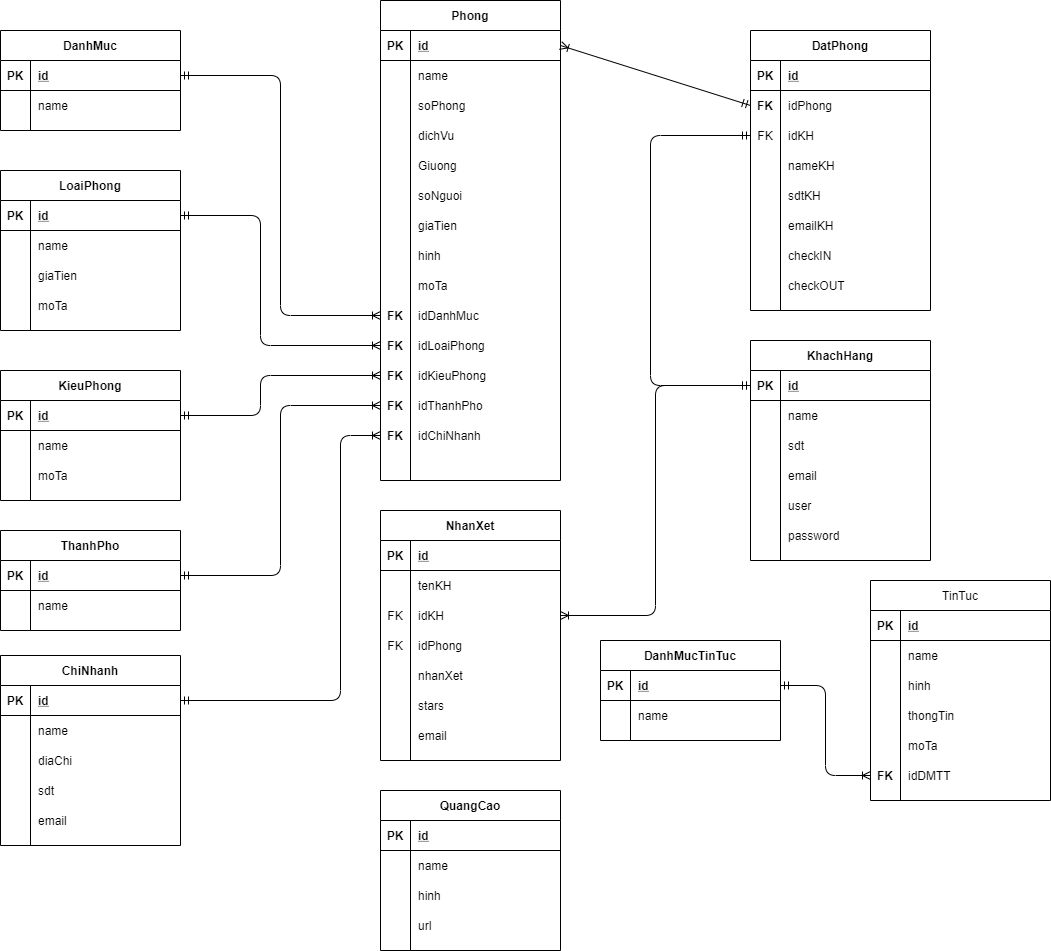 DanhMuc
PK id
name
LoaiPhong
PK id
name
giaTien
moTa
KieuPhong
PK id
name
moTa
ThanhPho
PK id
name
ChiNhanh
PK id
name
diaChi
sdt
email
Phong
PK id
name
soPhong
dichVu
Giuong
soNguoi
giaTien
hinh
moTa
FK idDanhMuc
FK idLoaiPhong
FK idKieuPhong
FK idThanhPho
FK idChiNhanh
NhanXet
PK id
tenKH
FK idKH
FK idPhong
nhanXet
stars
email
QuangCao
PK id
name
hinh
url
DatPhong
PK id
FK idPhong
FK idKH
nameKH
sdtKH
emailKH
checkIN
checkOUT
KhachHang
PK id
name
sdt
email
user
password
DanhMucTinTuc
PK id
name
TinTuc
PK id
name
hinh
thongTin
moTa
FK idDMTT